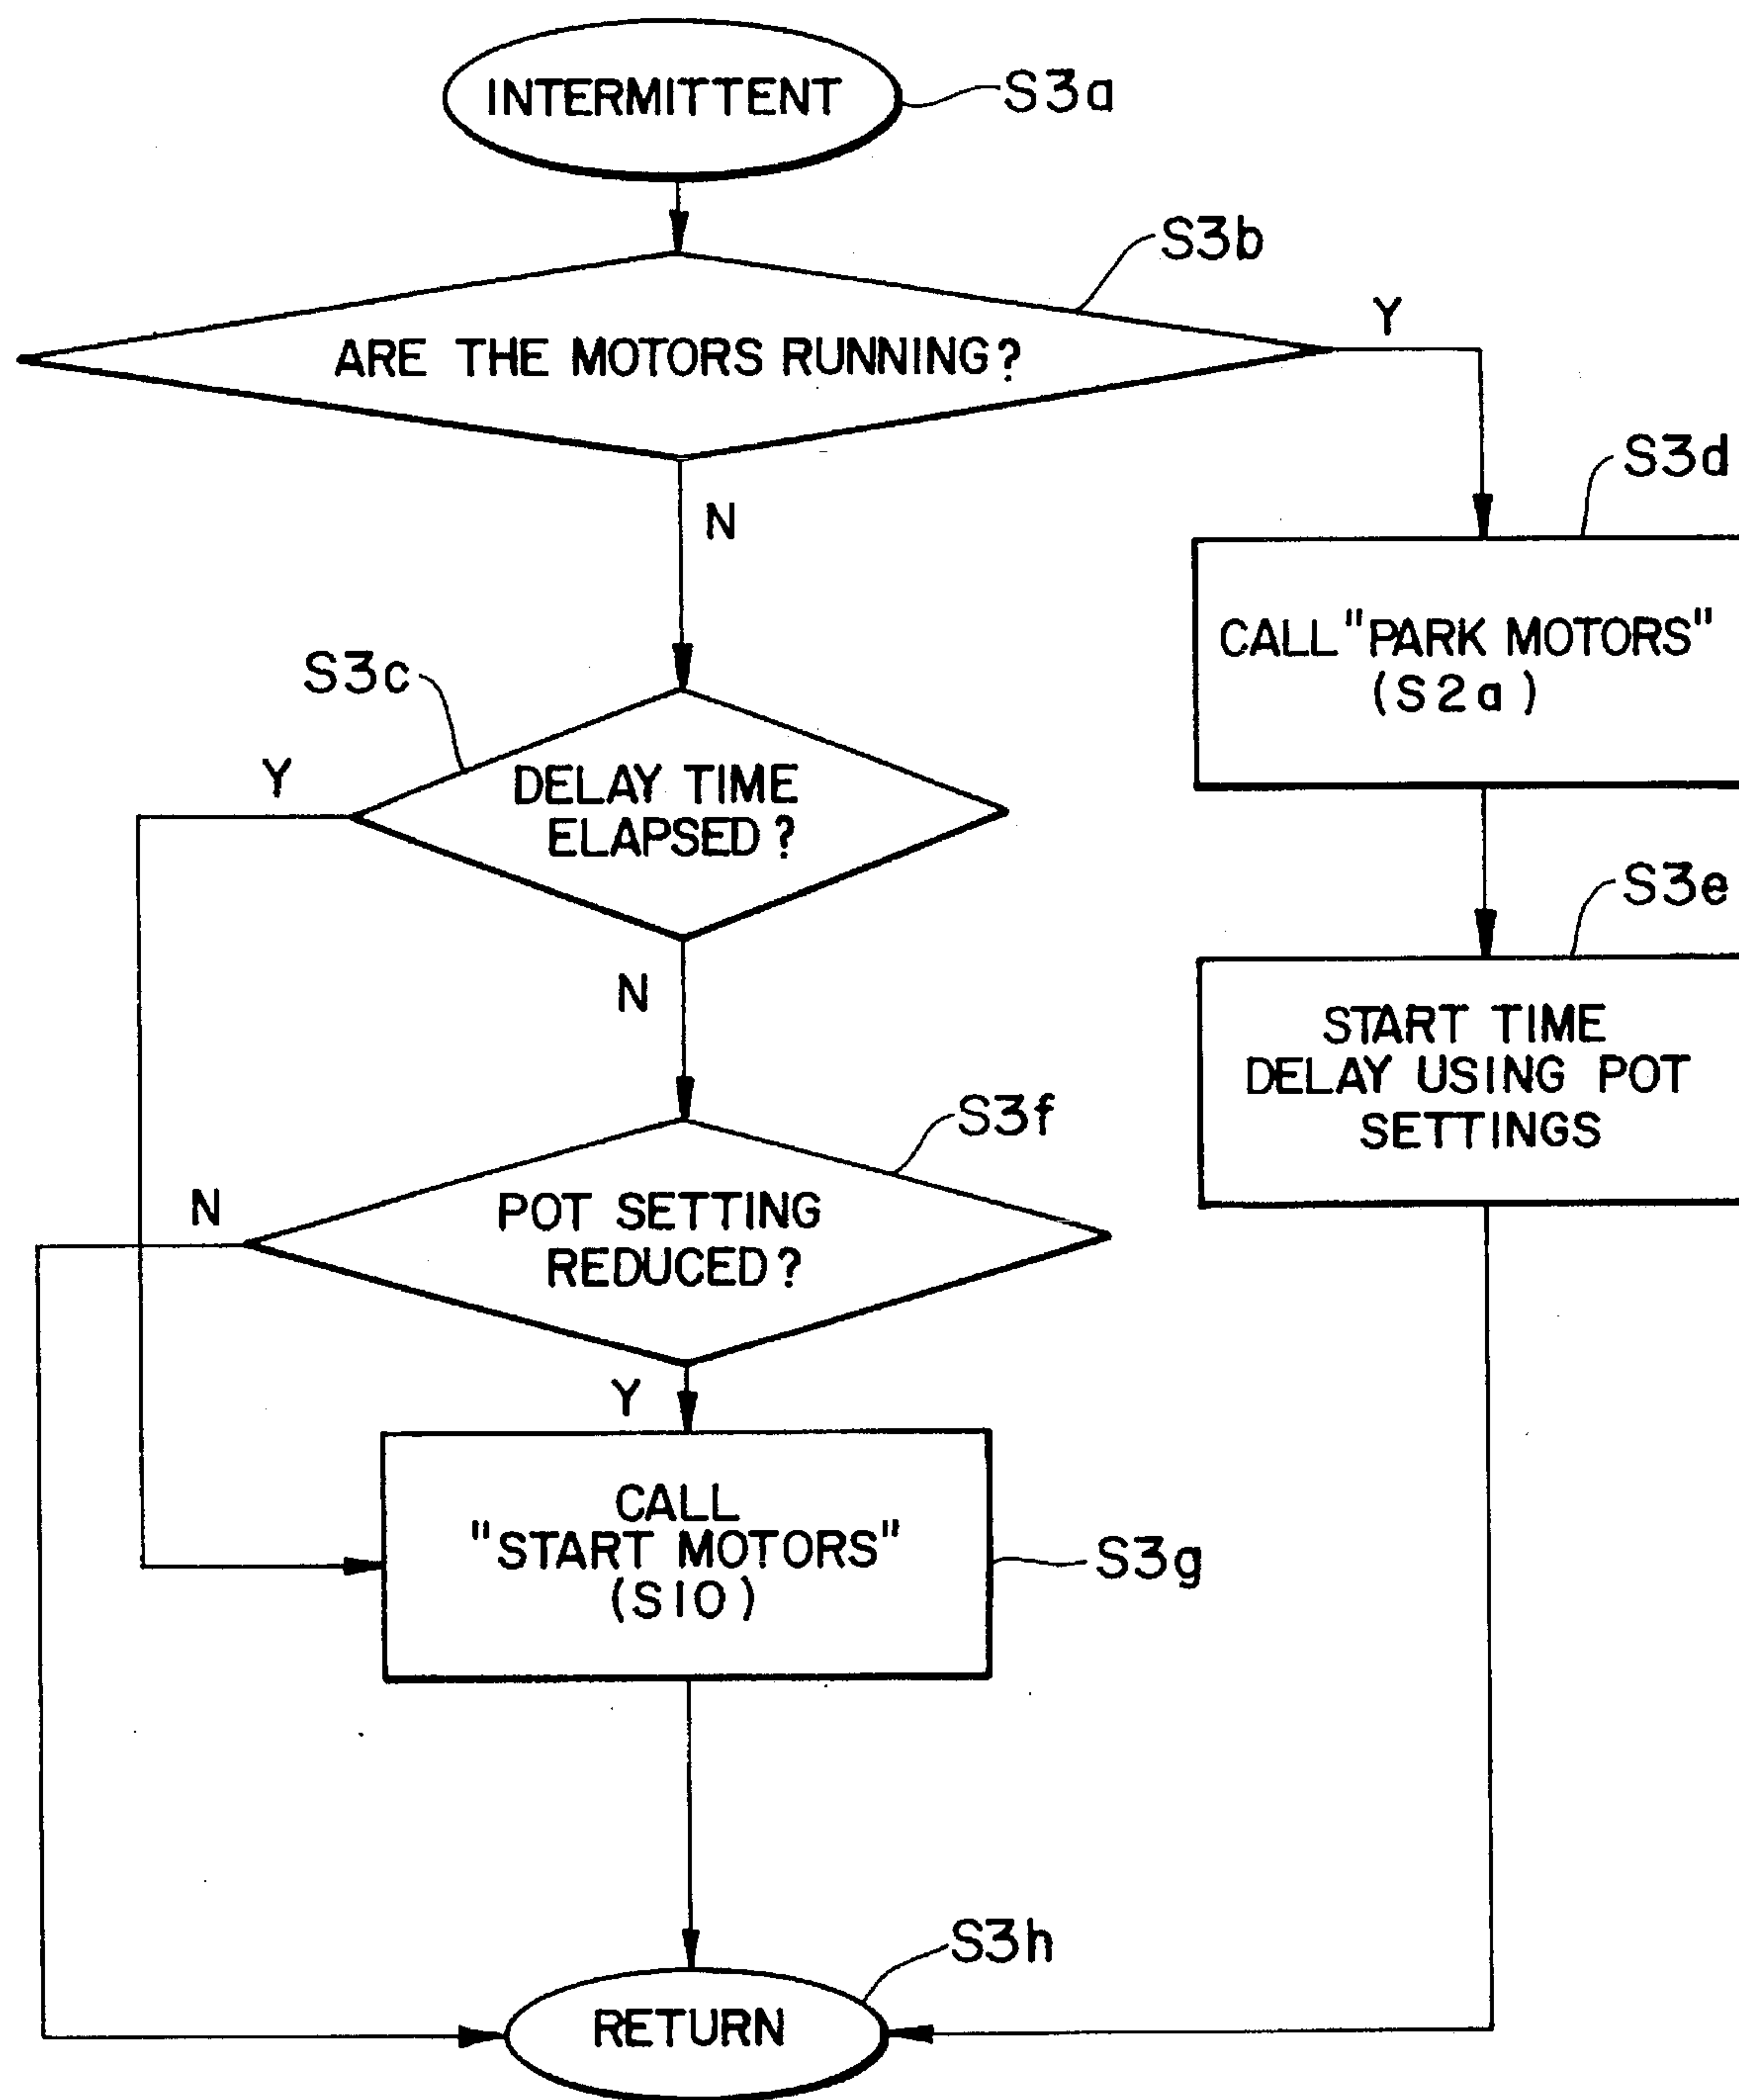 INTERMITTENT
S3a
S3b
ARE THE MOTORS RUNNING?
Y
N
S3d
CALL "PARK MOTORS"
(S2a)
S3c
Y
DELAY TIME
ELAPSED?
N
S3e
START TIME
DELAY USING POT
SETTINGS
S3f
N
POT SETTING
REDUCED?
Y
CALL
"START MOTORS"
(S10)
S3g
S3h
RETURN